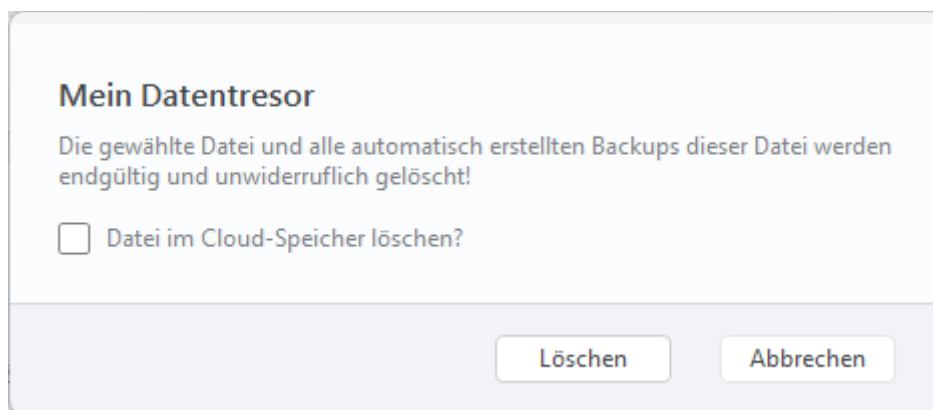 Mein Datentresor
Die gewählte Datei und alle automatisch erstellten Backups dieser Datei werden
endgültig und unwiderruflich gelöscht!
Datei im Cloud-Speicher löschen?
Löschen
Abbrechen